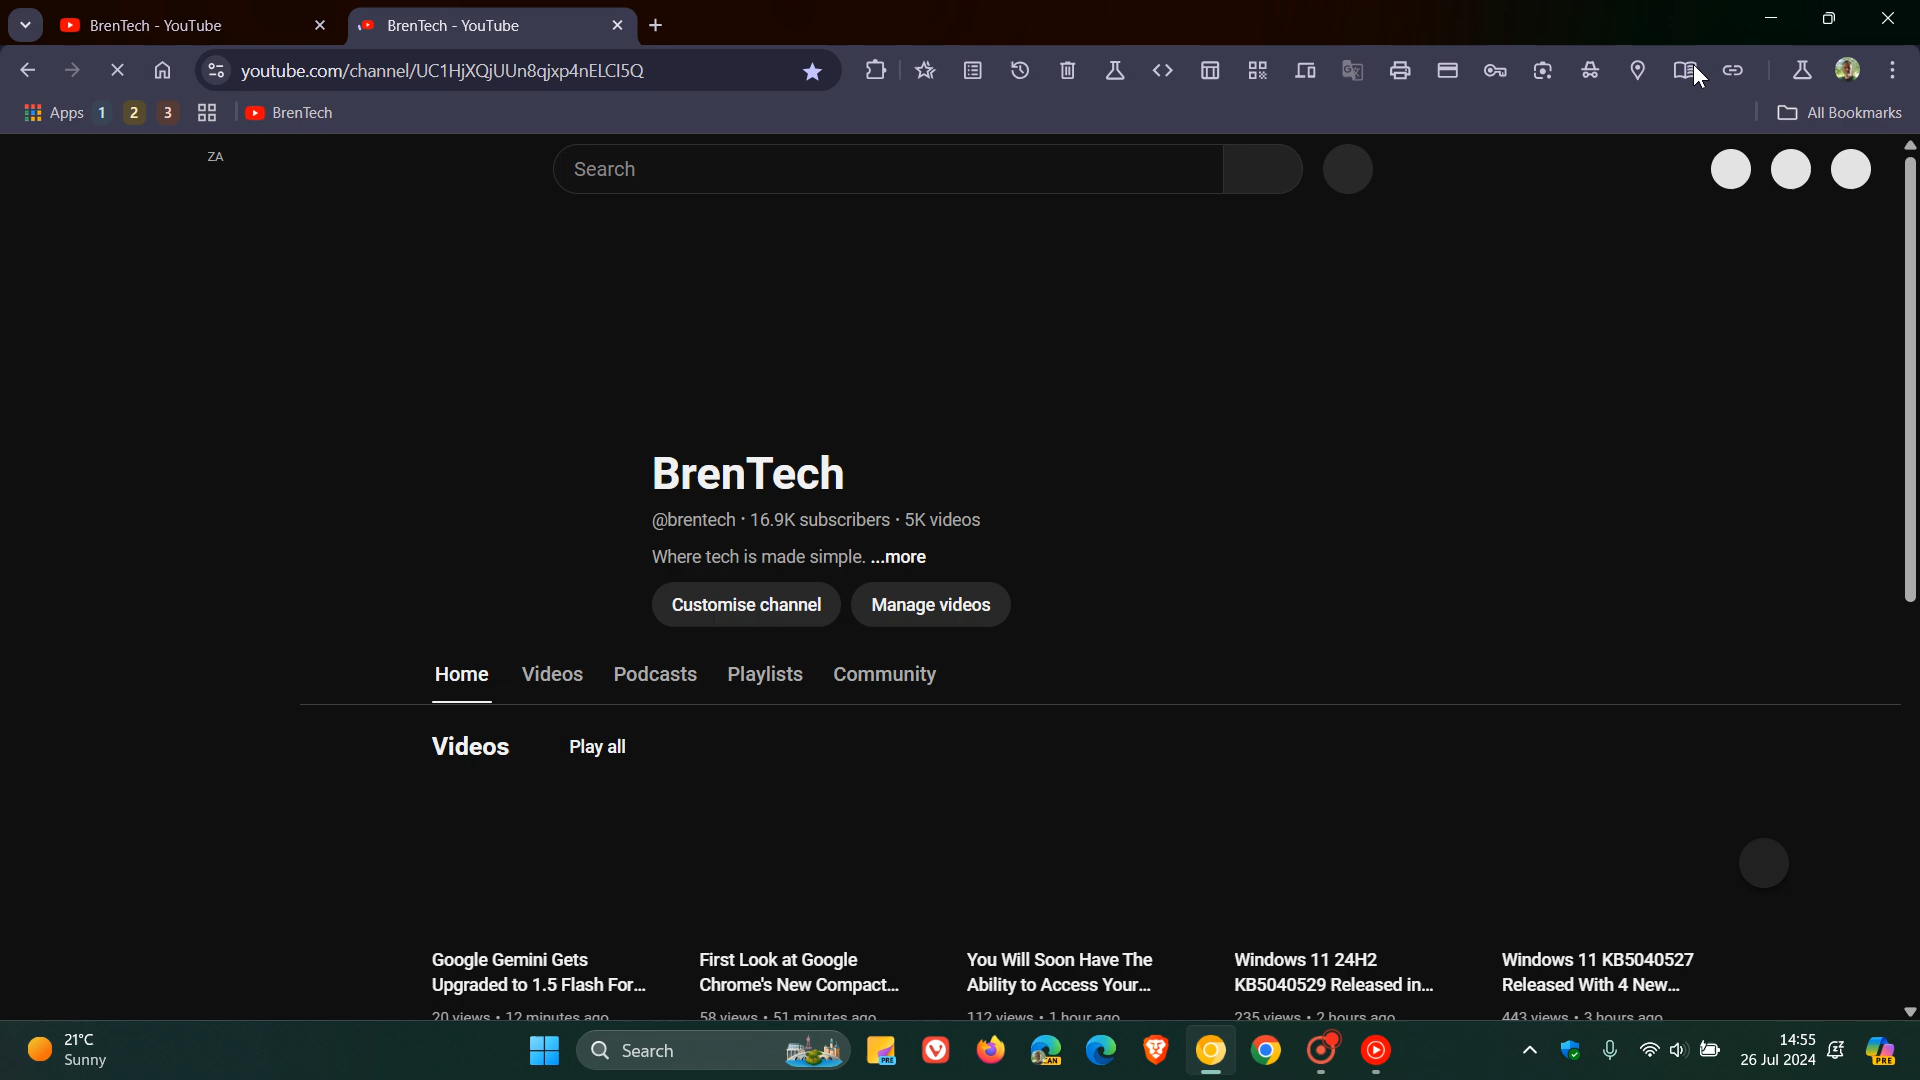 BrenTech - YouTube
BrenTech - YouTube
youtube.com/channel/UC1HjXQjUUn8qjxp4nELCI5Q
Apps 1 2 3 BrenTech All Bookmarks
ZA
Search
BrenTech
@brentech · 16.9K subscribers · 5K videos
Where tech is made simple. ...more
Customise channel Manage videos
Home Videos Podcasts Playlists Community
Videos Play all
Google Gemini Gets
Upgraded to 1.5 Flash For...
20 views · 12 minutes ago
First Look at Google
Chrome's New Compact...
58 views · 51 minutes ago
You Will Soon Have The
Ability to Access Your...
112 views · 1 hour ago
Windows 11 24H2
KB5040529 Released in...
235 views · 2 hours ago
Windows 11 KB5040527
Released With 4 New...
443 views · 3 hours ago
21°C
Sunny
Search
PRE
CAN
14:55
26 Jul 2024
PRE